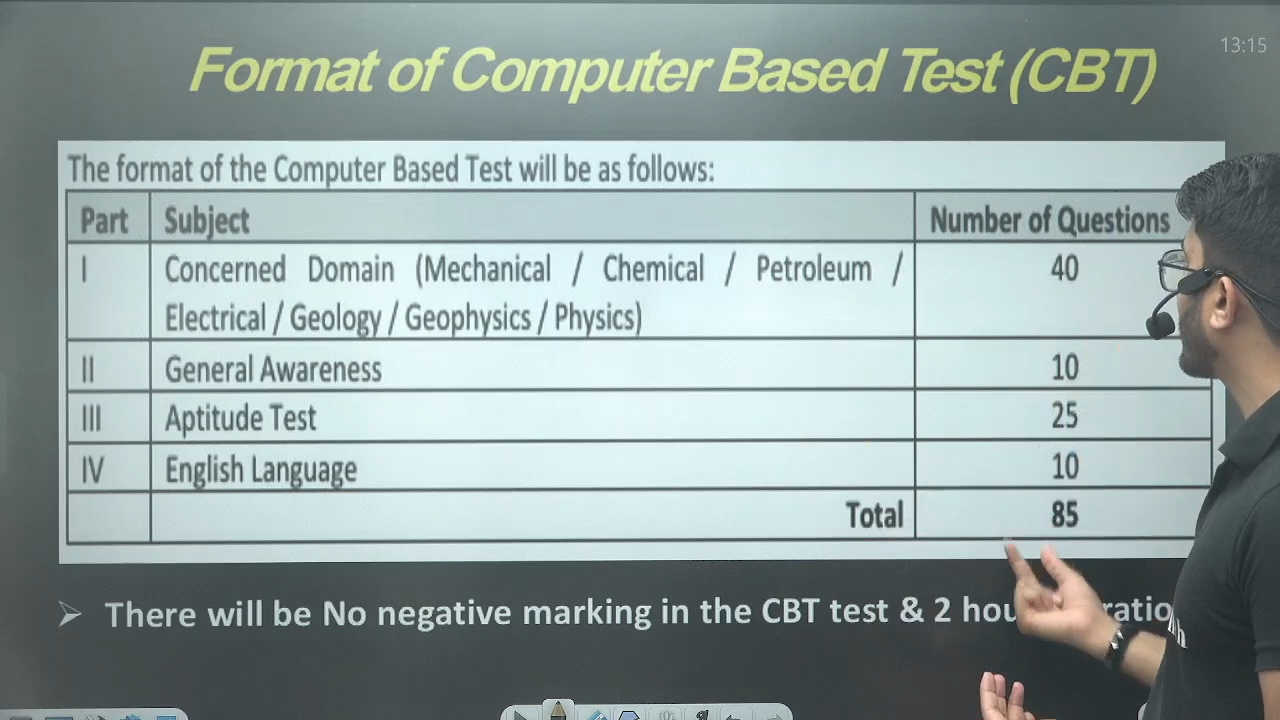 Format of Computer Based Test (CBT)
13:15
The format of the Computer Based Test will be as follows:
Part Subject Number of Questions
I Concerned Domain (Mechanical / Chemical / Petroleum / 40
Electrical / Geology / Geophysics / Physics)
II General Awareness 10
III Aptitude Test 25
IV English Language 10
Total 85
➢ There will be No negative marking in the CBT test & 2